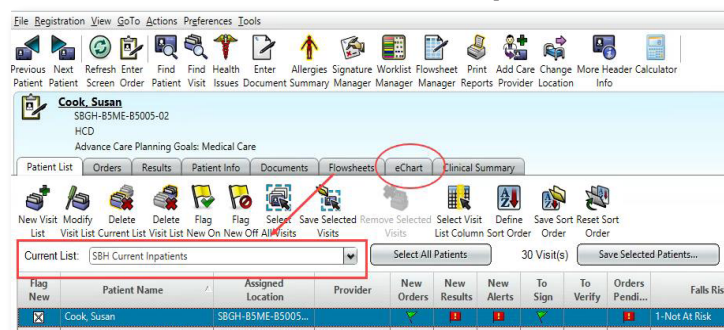 File Registration View GoTo Actions Preferences Tools
Previous Next Refresh Enter Find Find Health Enter Allergies Signature Worklist Flowsheet Print Add Care Change More Header Calculator
Patient Patient Screen Order Patient Visit Issues Document Summary Manager Manager Manager Reports Provider Location Info
Cook, Susan
SBGH-B5ME-B5005-02
HCD
Advance Care Planning Goals: Medical Care
Patient List Orders Results Patient Info Documents Flowsheets eChart Clinical Summary
New Visit Modify Delete Delete Flag Flag Select Save Selected Remove Selected Select Visit Define Save Sort Reset Sort
List Visit List Current List Visit List New On New Off All Visits Visits Visits List Column Sort Order Order Order
Current List: SBH Current Inpatients Select All Patients 30 Visit(s) Save Selected Patients...
Flag Patient Name Assigned Provider New New New To To Orders Falls Ris
New Location Orders Results Alerts Sign Verify Pendi...
Cook, Susan SBGH-B5ME-B5005... 1-Not At Risk